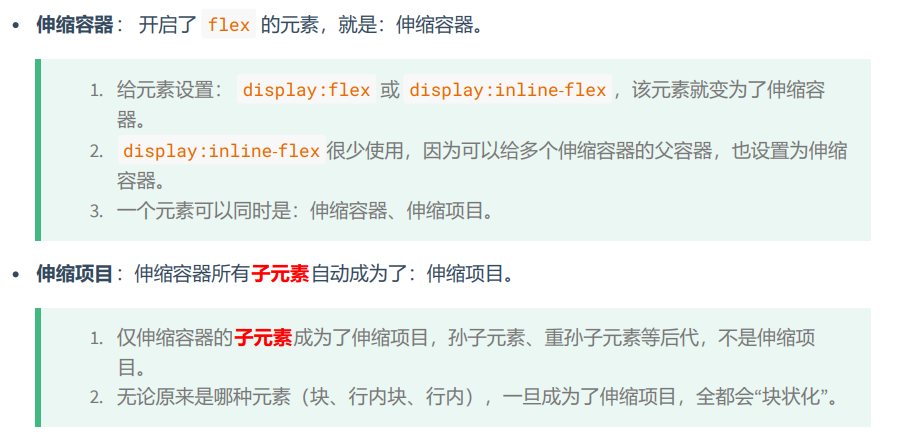 • 伸缩容器： 开启了 flex 的元素，就是：伸缩容器。
1. 给元素设置： display:flex 或 display:inline-flex ，该元素就变为了伸缩容
器。
2. display:inline-flex 很少使用，因为可以给多个伸缩容器的父容器，也设置为伸缩
容器。
3. 一个元素可以同时是：伸缩容器、伸缩项目。
• 伸缩项目：伸缩容器所有子元素自动成为了：伸缩项目。
1. 仅伸缩容器的子元素成为了伸缩项目，孙子元素、重孙子元素等后代，不是伸缩项
目。
2. 无论原来是哪种元素（块、行内块、行内），一旦成为了伸缩项目，全都会“块状化”。